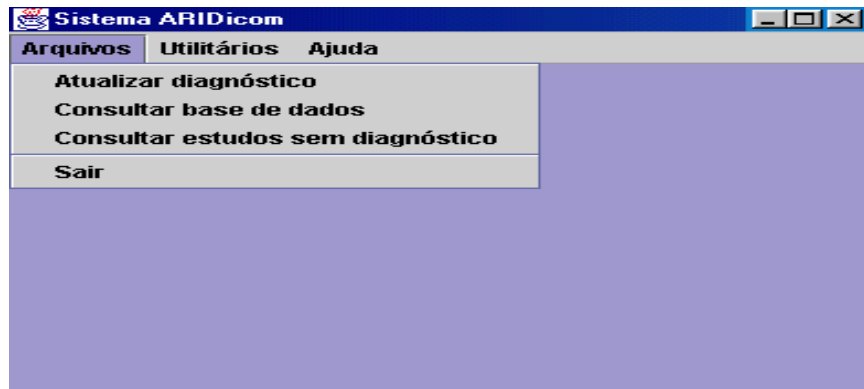 Sistema ARIDicom
Arquivos Utilitários Ajuda
Atualizar diagnóstico
Consultar base de dados
Consultar estudos sem diagnóstico
Sair